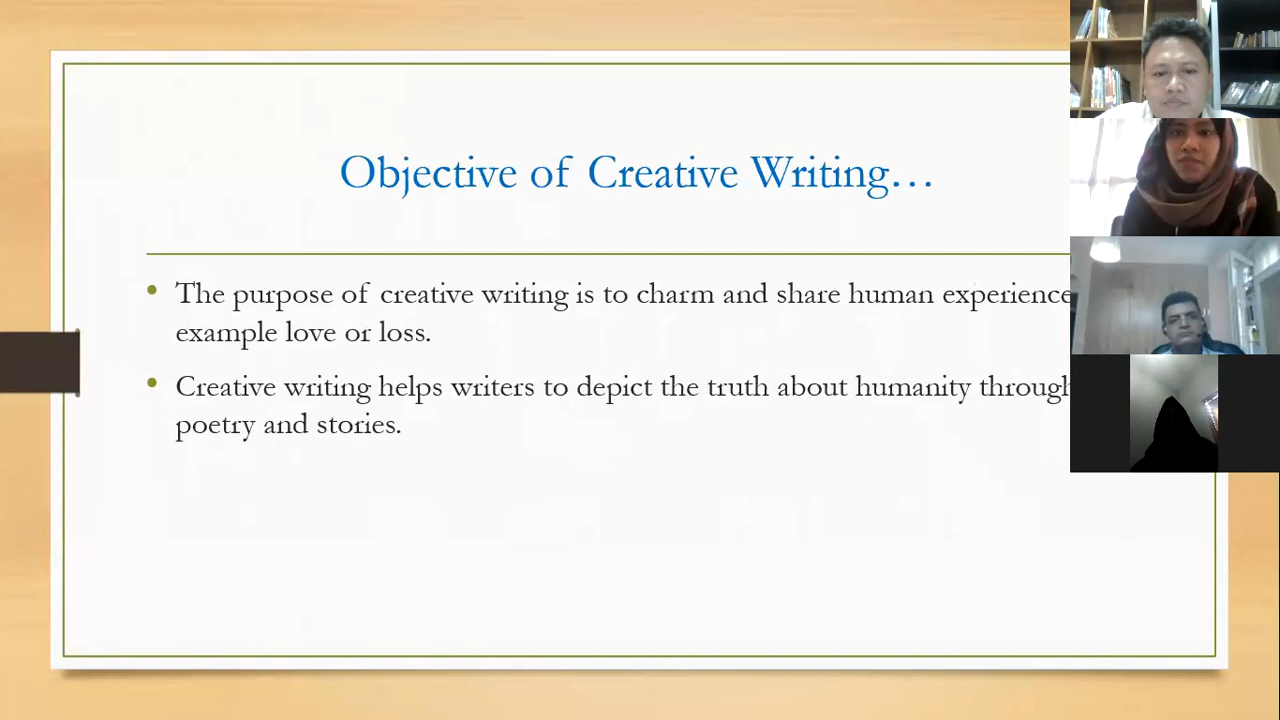 Objective of Creative Writing…
• The purpose of creative writing is to charm and share human experience
example love or loss.
• Creative writing helps writers to depict the truth about humanity through
poetry and stories.